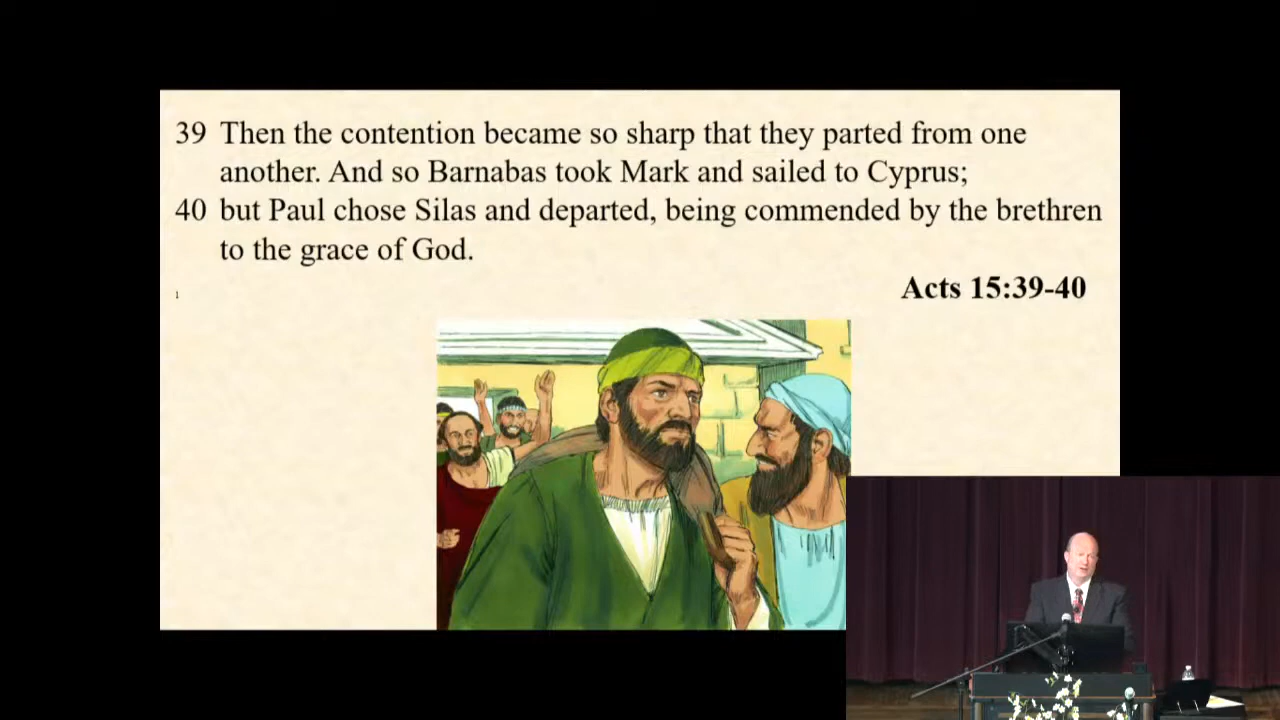 39 Then the contention became so sharp that they parted from one
another. And so Barnabas took Mark and sailed to Cyprus;
40 but Paul chose Silas and departed, being commended by the brethren
to the grace of God.
1
Acts 15:39-40